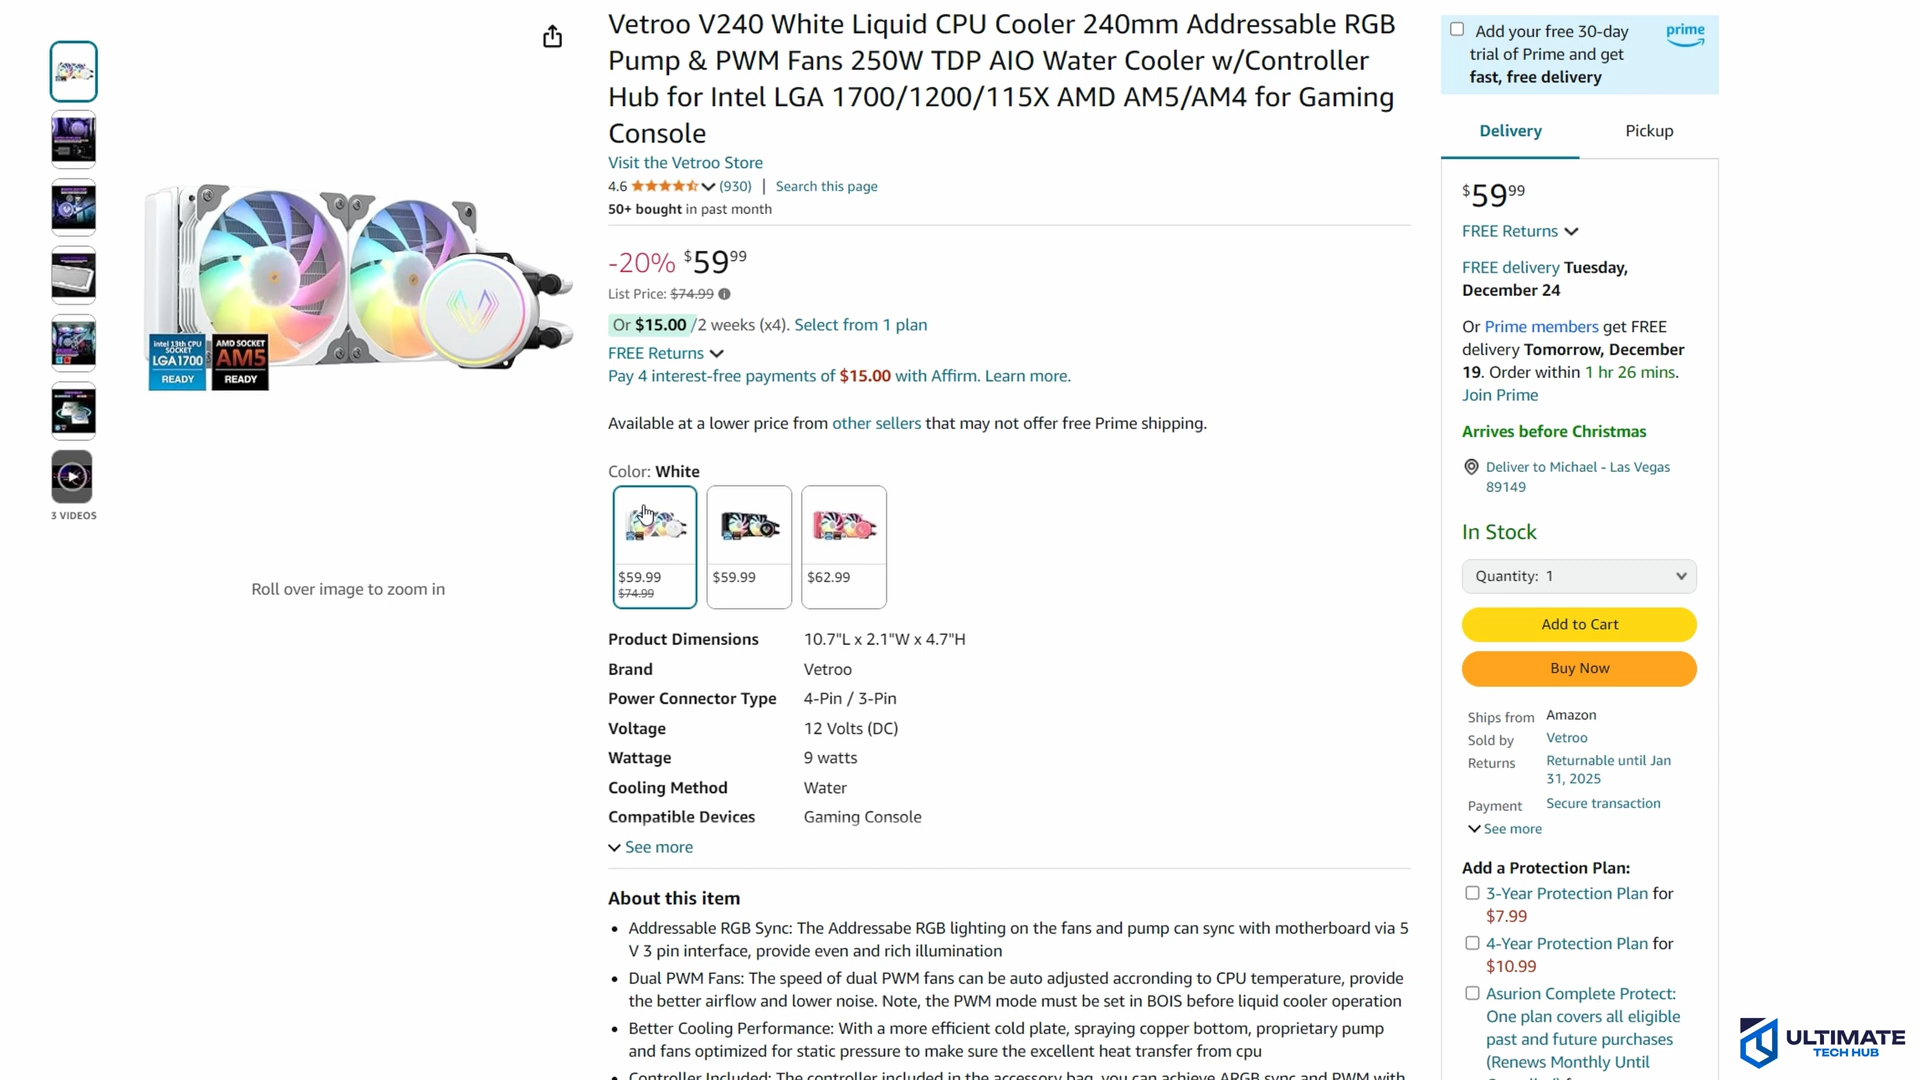 Vetroo V240 White Liquid CPU Cooler 240mm Addressable RGB
Pump & PWM Fans 250W TDP AIO Water Cooler w/Controller
Hub for Intel LGA 1700/1200/115X AMD AM5/AM4 for Gaming
Console
Visit the Vetroo Store
4.6 (930) | Search this page
50+ bought in past month
-20% $59.99
List Price: $74.99
Or $15.00 /2 weeks (x4). Select from 1 plan
FREE Returns
Pay 4 interest-free payments of $15.00 with Affirm. Learn more.
Available at a lower price from other sellers that may not offer free Prime shipping.
Color: White
$59.99
$74.99
$59.99
$62.99
Product Dimensions 10.7"L x 2.1"W x 4.7"H
Brand Vetroo
Power Connector Type 4-Pin / 3-Pin
Voltage 12 Volts (DC)
Wattage 9 watts
Cooling Method Water
Compatible Devices Gaming Console
See more
About this item
• Addressable RGB Sync: The Addressabe RGB lighting on the fans and pump can sync with motherboard via 5
V 3 pin interface, provide even and rich illumination
• Dual PWM Fans: The speed of dual PWM fans can be auto adjusted accronding to CPU temperature, provide
the better airflow and lower noise. Note, the PWM mode must be set in BOIS before liquid cooler operation
• Better Cooling Performance: With a more efficient cold plate, spraying copper bottom, proprietary pump
and fans optimized for static pressure to make sure the excellent heat transfer from cpu
• Controller Included: The controller included in the accessory bag, you can achieve ARGB sync and PWM with
intel 13th CPU
SOCKET
LGA1700
READY
AMD SOCKET
AM5
READY
3 VIDEOS
Roll over image to zoom in
Add your free 30-day
trial of Prime and get
fast, free delivery
prime
Delivery
Pickup
$59.99
FREE Returns
FREE delivery Tuesday,
December 24
Or Prime members get FREE
delivery Tomorrow, December
19. Order within 1 hr 26 mins.
Join Prime
Arrives before Christmas
Deliver to Michael - Las Vegas
89149
In Stock
Quantity: 1
Add to Cart
Buy Now
Ships from Amazon
Sold by Vetroo
Returns Returnable until Jan
31, 2025
Payment Secure transaction
See more
Add a Protection Plan:
3-Year Protection Plan for
$7.99
4-Year Protection Plan for
$10.99
Asurion Complete Protect:
One plan covers all eligible
past and future purchases
(Renews Monthly Until
ULTIMATE
TECH HUB